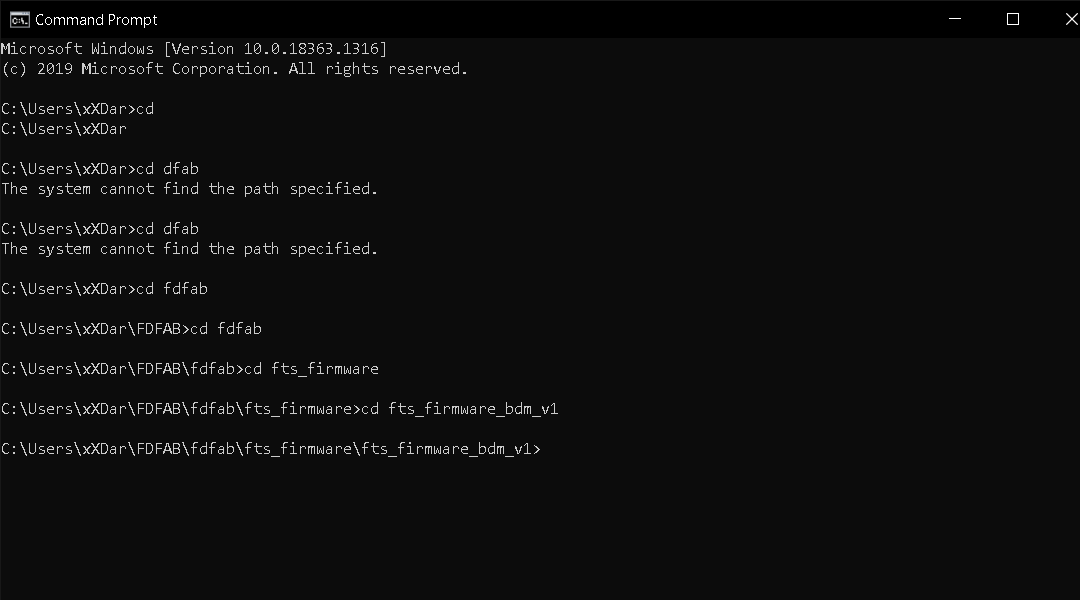 Command Prompt
Microsoft Windows [Version 10.0.18363.1316]
(c) 2019 Microsoft Corporation. All rights reserved.
C:\Users\xXDar>cd
C:\Users\xXDar
C:\Users\xXDar>cd dfab
The system cannot find the path specified.
C:\Users\xXDar>cd dfab
The system cannot find the path specified.
C:\Users\xXDar>cd fdfab
C:\Users\xXDar\FDFAB>cd fdfab
C:\Users\xXDar\FDFAB\fdfab>cd fts_firmware
C:\Users\xXDar\FDFAB\fdfab\fts_firmware>cd fts_firmware_bdm_v1
C:\Users\xXDar\FDFAB\fdfab\fts_firmware\fts_firmware_bdm_v1>